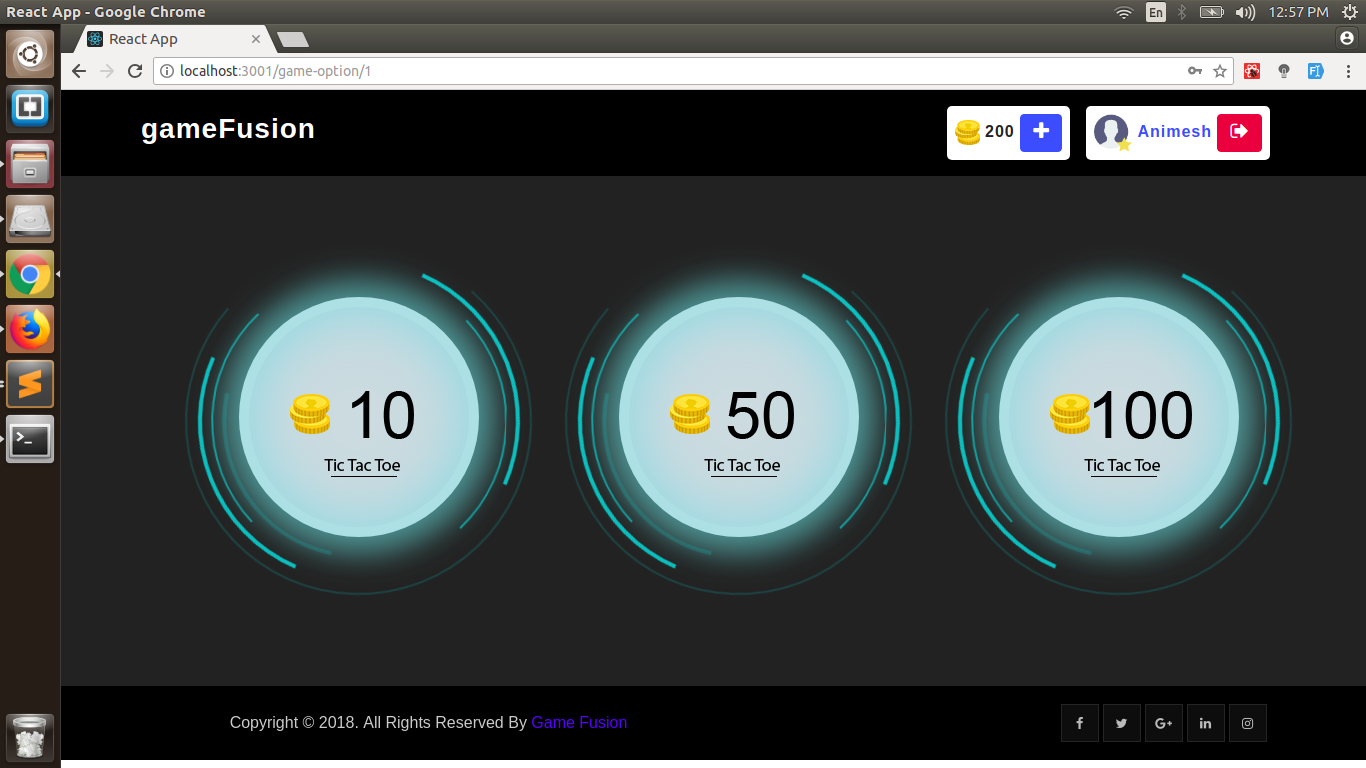 React App - Google Chrome
En
12:57 PM
React App
localhost:3001/game-option/1
gameFusion
200
Animesh
10
Tic Tac Toe
50
Tic Tac Toe
100
Tic Tac Toe
Copyright © 2018. All Rights Reserved By Game Fusion